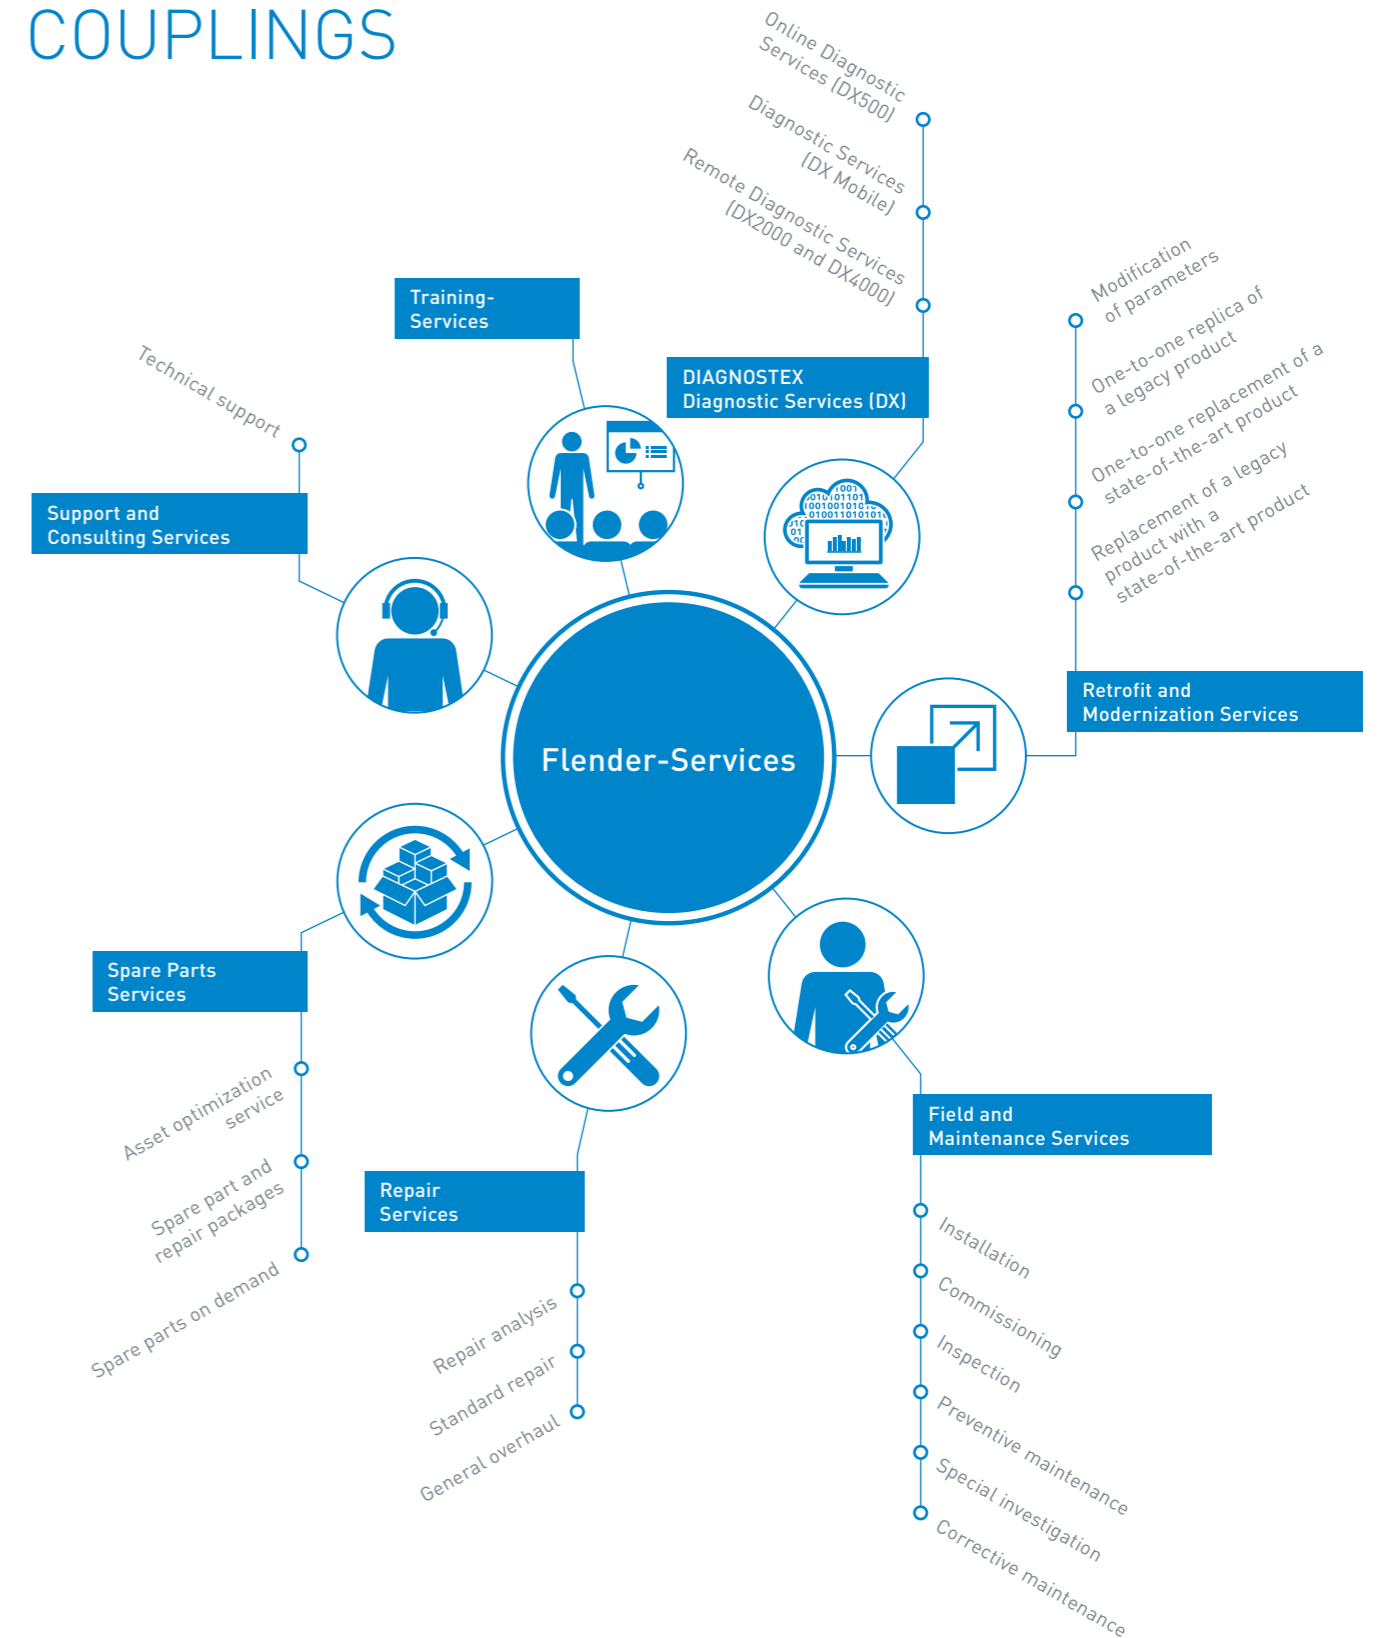 COUPLINGS
Online Diagnostic
Services (DX500)
Diagnostic Services
(DX Mobile)
Remote Diagnostic Services
(DX2000 and DX4000)
DIAGNOSTEX
Diagnostic Services (DX)
Training-
Services
Technical support
Support and
Consulting Services
Modification
of parameters
One-to-one replica of
a legacy product
One-to-one replacement of a
state-of-the-art product
Replacement of a legacy
product with a
state-of-the-art product
Retrofit and
Modernization Services
Flender-Services
Spare Parts
Services
Asset optimization
service
Spare part and
repair packages
Spare parts on demand
Repair
Services
Repair analysis
Standard repair
General overhaul
Field and
Maintenance Services
Installation
Commissioning
Inspection
Preventive maintenance
Special investigation
Corrective maintenance